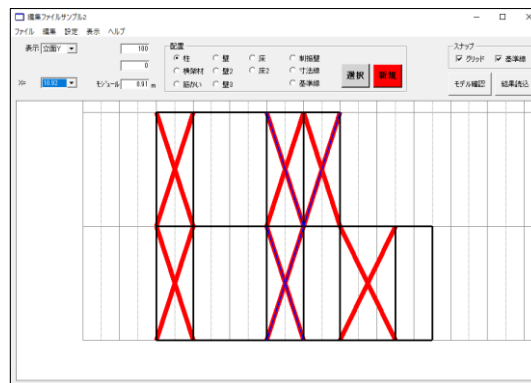 編集ファイルサンプル2
ファイル 編集 設定 表示 ヘルプ
表示 立面Y 100
0
X= 10.92 モジュール 0.91 m
配置
柱 壁 床 制振壁
横架材 壁2 床2 寸法線
筋かい 壁3 基準線
選択 新規
スナップ
グリッド 基準線
モデル確認 結果読込